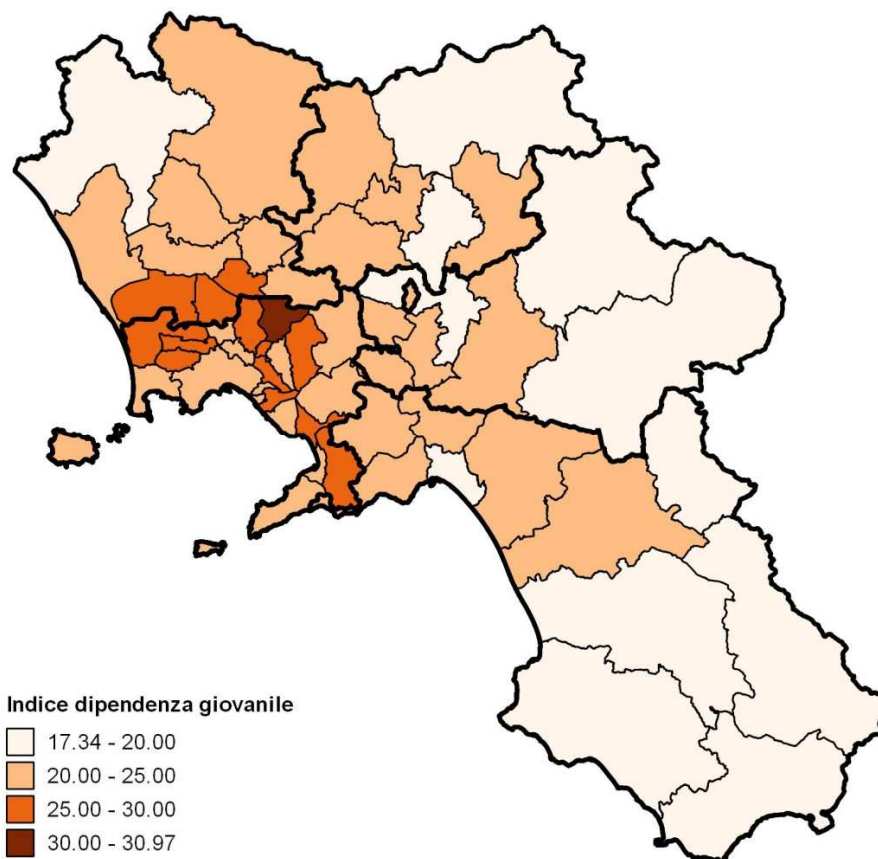 Indice dipendenza giovanile
17.34 - 20.00
20.00 - 25.00
25.00 - 30.00
30.00 - 30.97